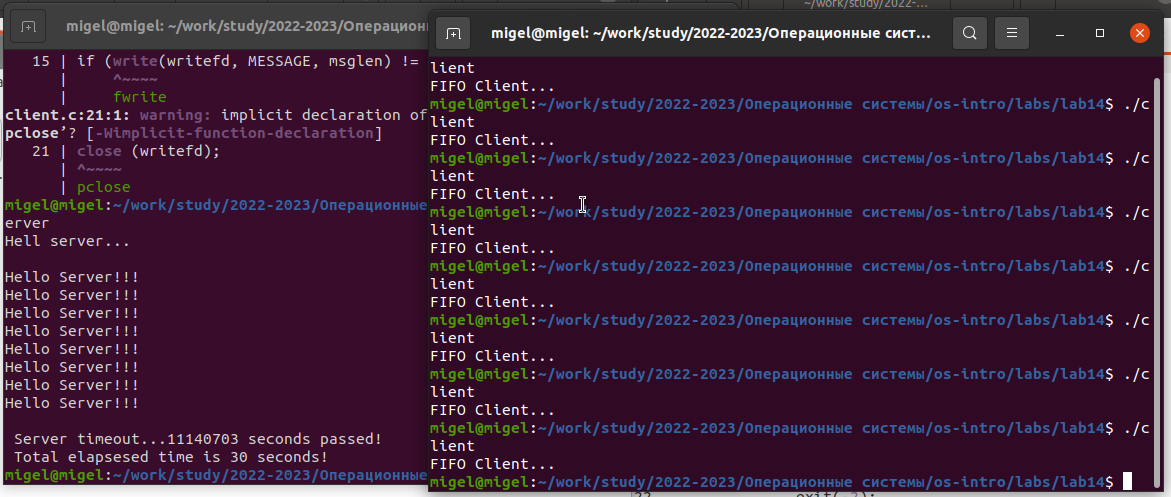 migel@migel: ~/work/study/2022-2023/Операцион
   15 | if (write(writefd, MESSAGE, msglen) !=
      |     ^~~~~
      |     fwrite
client.c:21:1: warning: implicit declaration of
pclose’? [-Wimplicit-function-declaration]
   21 | close (writefd);
      | ^~~~~
      | pclose
migel@migel:~/work/study/2022-2023/Операционные
erver
Hell server...
Hello Server!!!
Hello Server!!!
Hello Server!!!
Hello Server!!!
Hello Server!!!
Hello Server!!!
Hello Server!!!
Hello Server!!!
 Server timeout...11140703 seconds passed!
 Total elapsesed time is 30 seconds!
migel@migel:~/work/study/2022-2023/Операционные
~/work/study/2022-2023/-...
migel@migel: ~/work/study/2022-2023/Операционные сист...
lient
FIFO Client...
migel@migel:~/work/study/2022-2023/Операционные системы/os-intro/labs/lab14$ ./c
lient
FIFO Client...
migel@migel:~/work/study/2022-2023/Операционные системы/os-intro/labs/lab14$ ./c
lient
FIFO Client...
migel@migel:~/work/study/2022-2023/Операционные системы/os-intro/labs/lab14$ ./c
lient
FIFO Client...
migel@migel:~/work/study/2022-2023/Операционные системы/os-intro/labs/lab14$ ./c
lient
FIFO Client...
migel@migel:~/work/study/2022-2023/Операционные системы/os-intro/labs/lab14$ ./c
lient
FIFO Client...
migel@migel:~/work/study/2022-2023/Операционные системы/os-intro/labs/lab14$ ./c
lient
FIFO Client...
migel@migel:~/work/study/2022-2023/Операционные системы/os-intro/labs/lab14$ ./c
lient
FIFO Client...
migel@migel:~/work/study/2022-2023/Операционные системы/os-intro/labs/lab14$